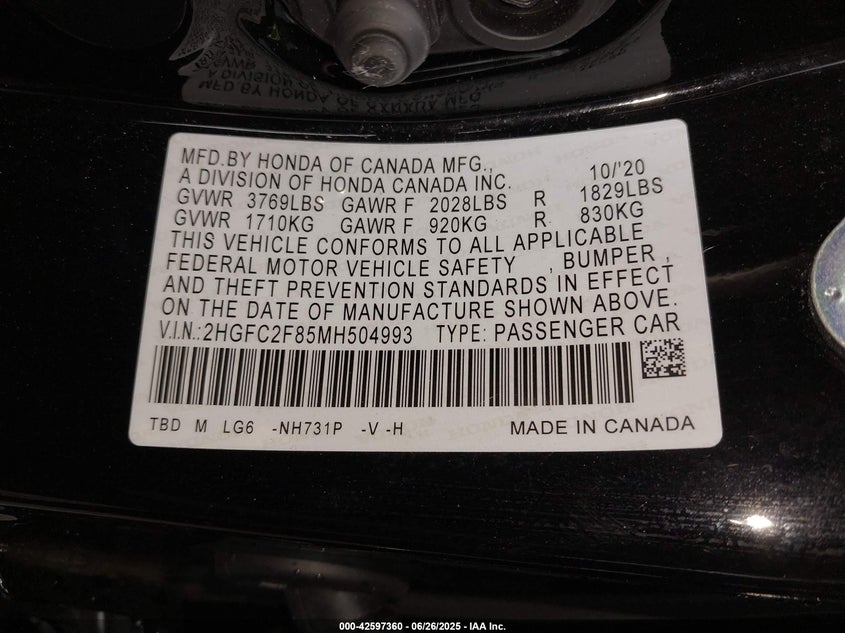 MFD.BY HONDA OF CANADA MFG.,
A DIVISION OF HONDA CANADA INC. 10/'20
GVWR 3769LBS GAWR F 2028LBS R 1829LBS
GVWR 1710KG GAWR F 920KG R 830KG
THIS VEHICLE CONFORMS TO ALL APPLICABLE
FEDERAL MOTOR VEHICLE SAFETY , BUMPER ,
AND THEFT PREVENTION STANDARDS IN EFFECT
ON THE DATE OF MANUFACTURE SHOWN ABOVE.
V.I.N.:2HGFC2F85MH504993 TYPE: PASSENGER CAR
TBD M LG6 -NH731P -V -H MADE IN CANADA
000-42597360 - 06/26/2025 - IAA Inc.